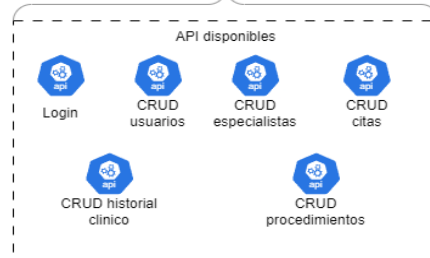 API disponibles
api
api
api
api
Login
CRUD
usuarios
CRUD
especialistas
CRUD
citas
api
api
CRUD historial
clinico
CRUD
procedimientos